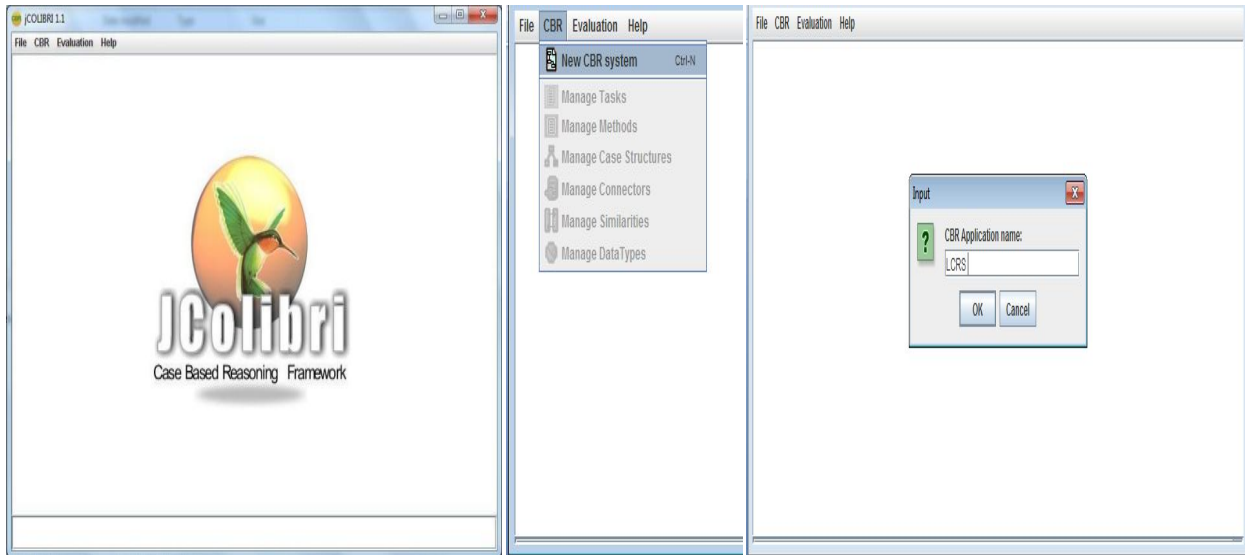 jCOLIBRI 1.1
File CBR Evaluation Help
JColibri
Case Based Reasoning Framework
File CBR Evaluation Help
New CBR system Ctrl-N
Manage Tasks
Manage Methods
Manage Case Structures
Manage Connectors
Manage Similarities
Manage DataTypes
File CBR Evaluation Help
Input
?
CBR Application name:
LCRS
OK Cancel